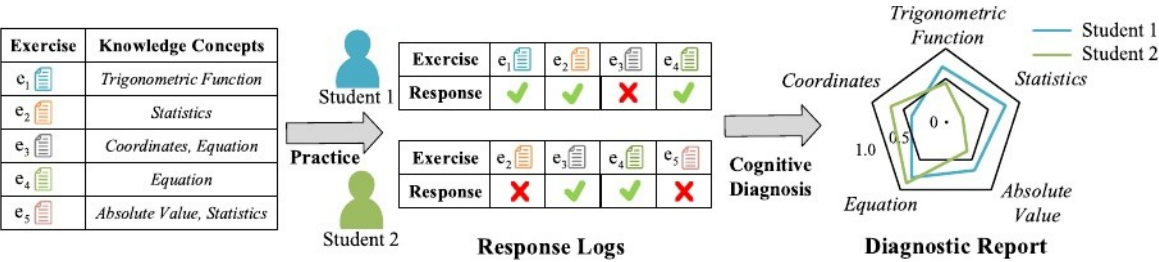 Exercise Knowledge Concepts
e1 Trigonometric Function
e2 Statistics
e3 Coordinates, Equation
e4 Equation
e5 Absolute Value, Statistics
Practice
Student 1
Exercise e1 e2 e3 e4
Response
Student 2
Exercise e2 e3 e4 e5
Response
Response Logs
Cognitive
Diagnosis
Trigonometric
Function
Student 1
Student 2
Coordinates
Statistics
0
0.5
1.0
Equation
Absolute
Value
Diagnostic Report